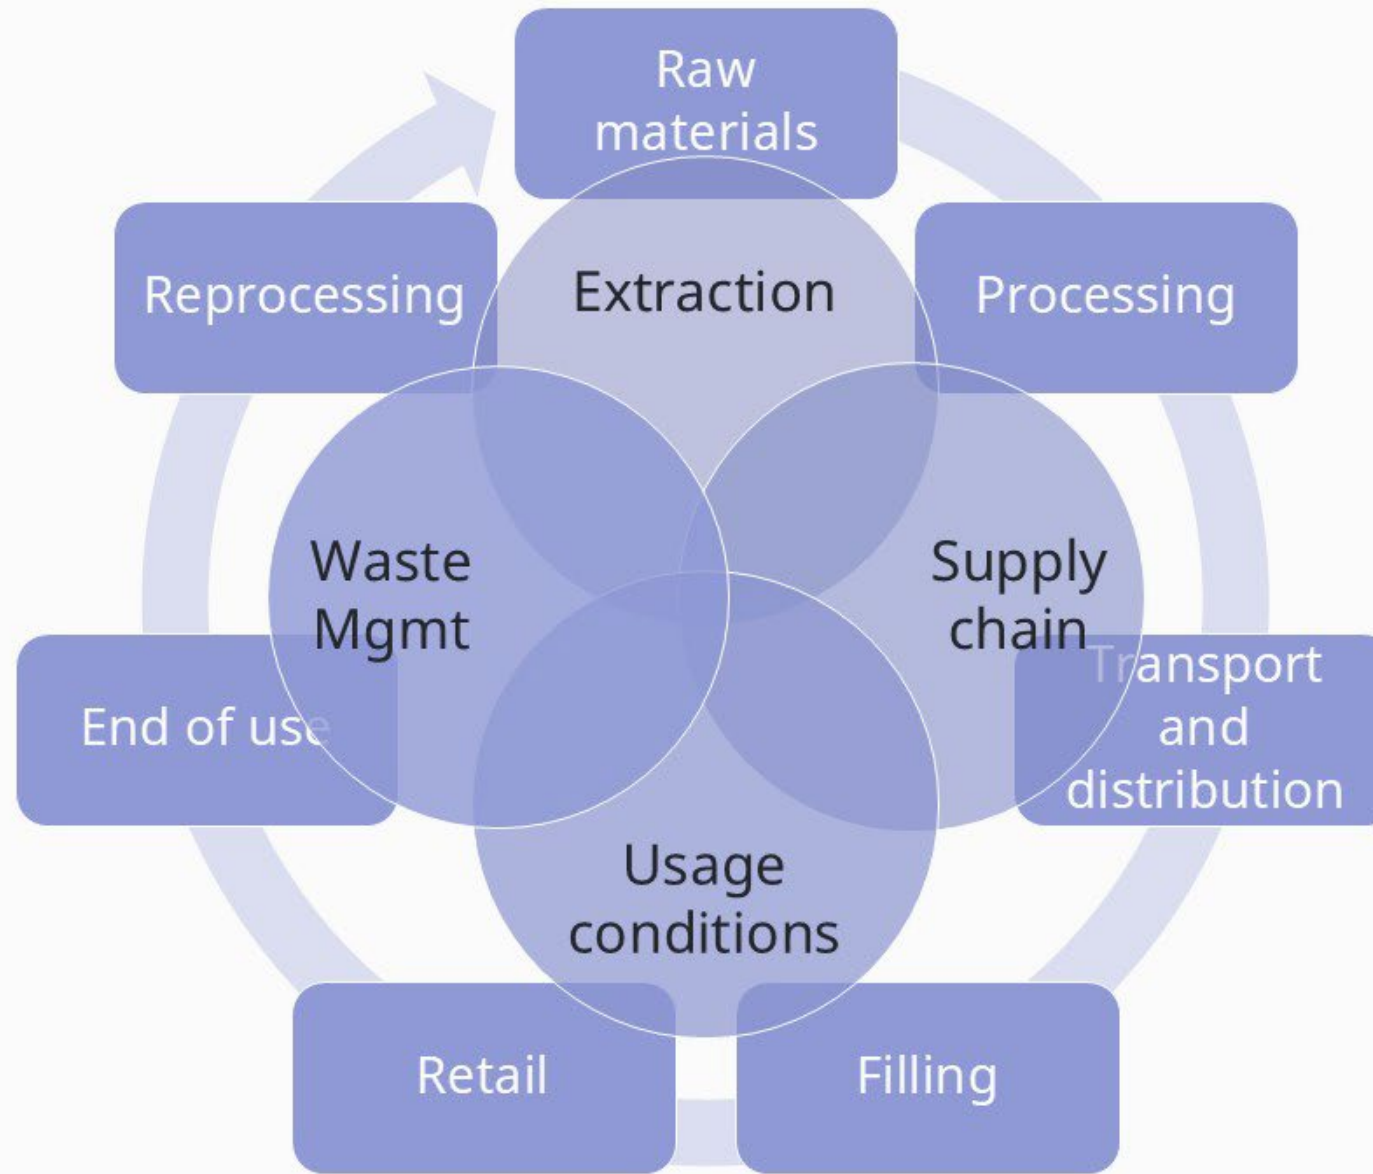 Raw
materials
Extraction
Reprocessing
Processing
Waste
Mgmt
Supply
chain
End of use
Transport
and
distribution
Usage
conditions
Retail
Filling